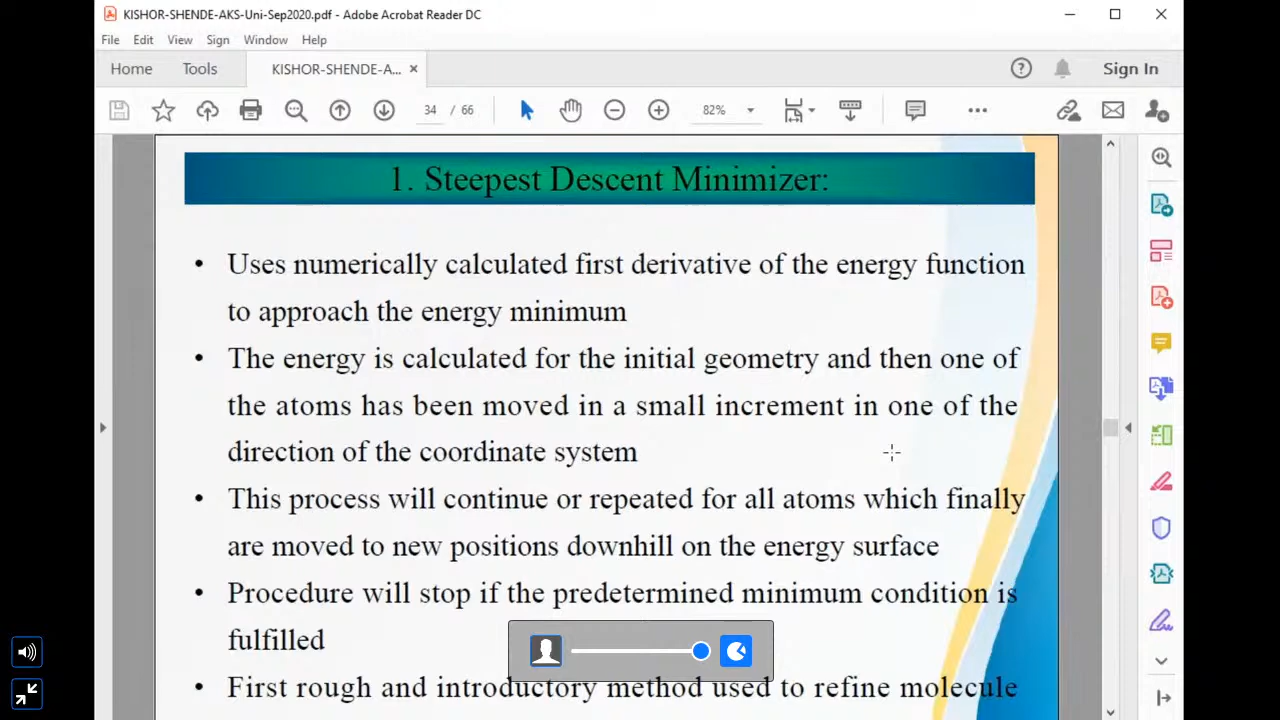 KISHOR-SHENDE-AKS-Uni-Sep2020.pdf - Adobe Acrobat Reader DC
File Edit View Sign Window Help
Home Tools KISHOR-SHENDE-A... × Sign In
34 / 66 82%
1. Steepest Descent Minimizer:
• Uses numerically calculated first derivative of the energy function
to approach the energy minimum
• The energy is calculated for the initial geometry and then one of
the atoms has been moved in a small increment in one of the
direction of the coordinate system
• This process will continue or repeated for all atoms which finally
are moved to new positions downhill on the energy surface
• Procedure will stop if the predetermined minimum condition is
fulfilled
• First rough and introductory method used to refine molecule